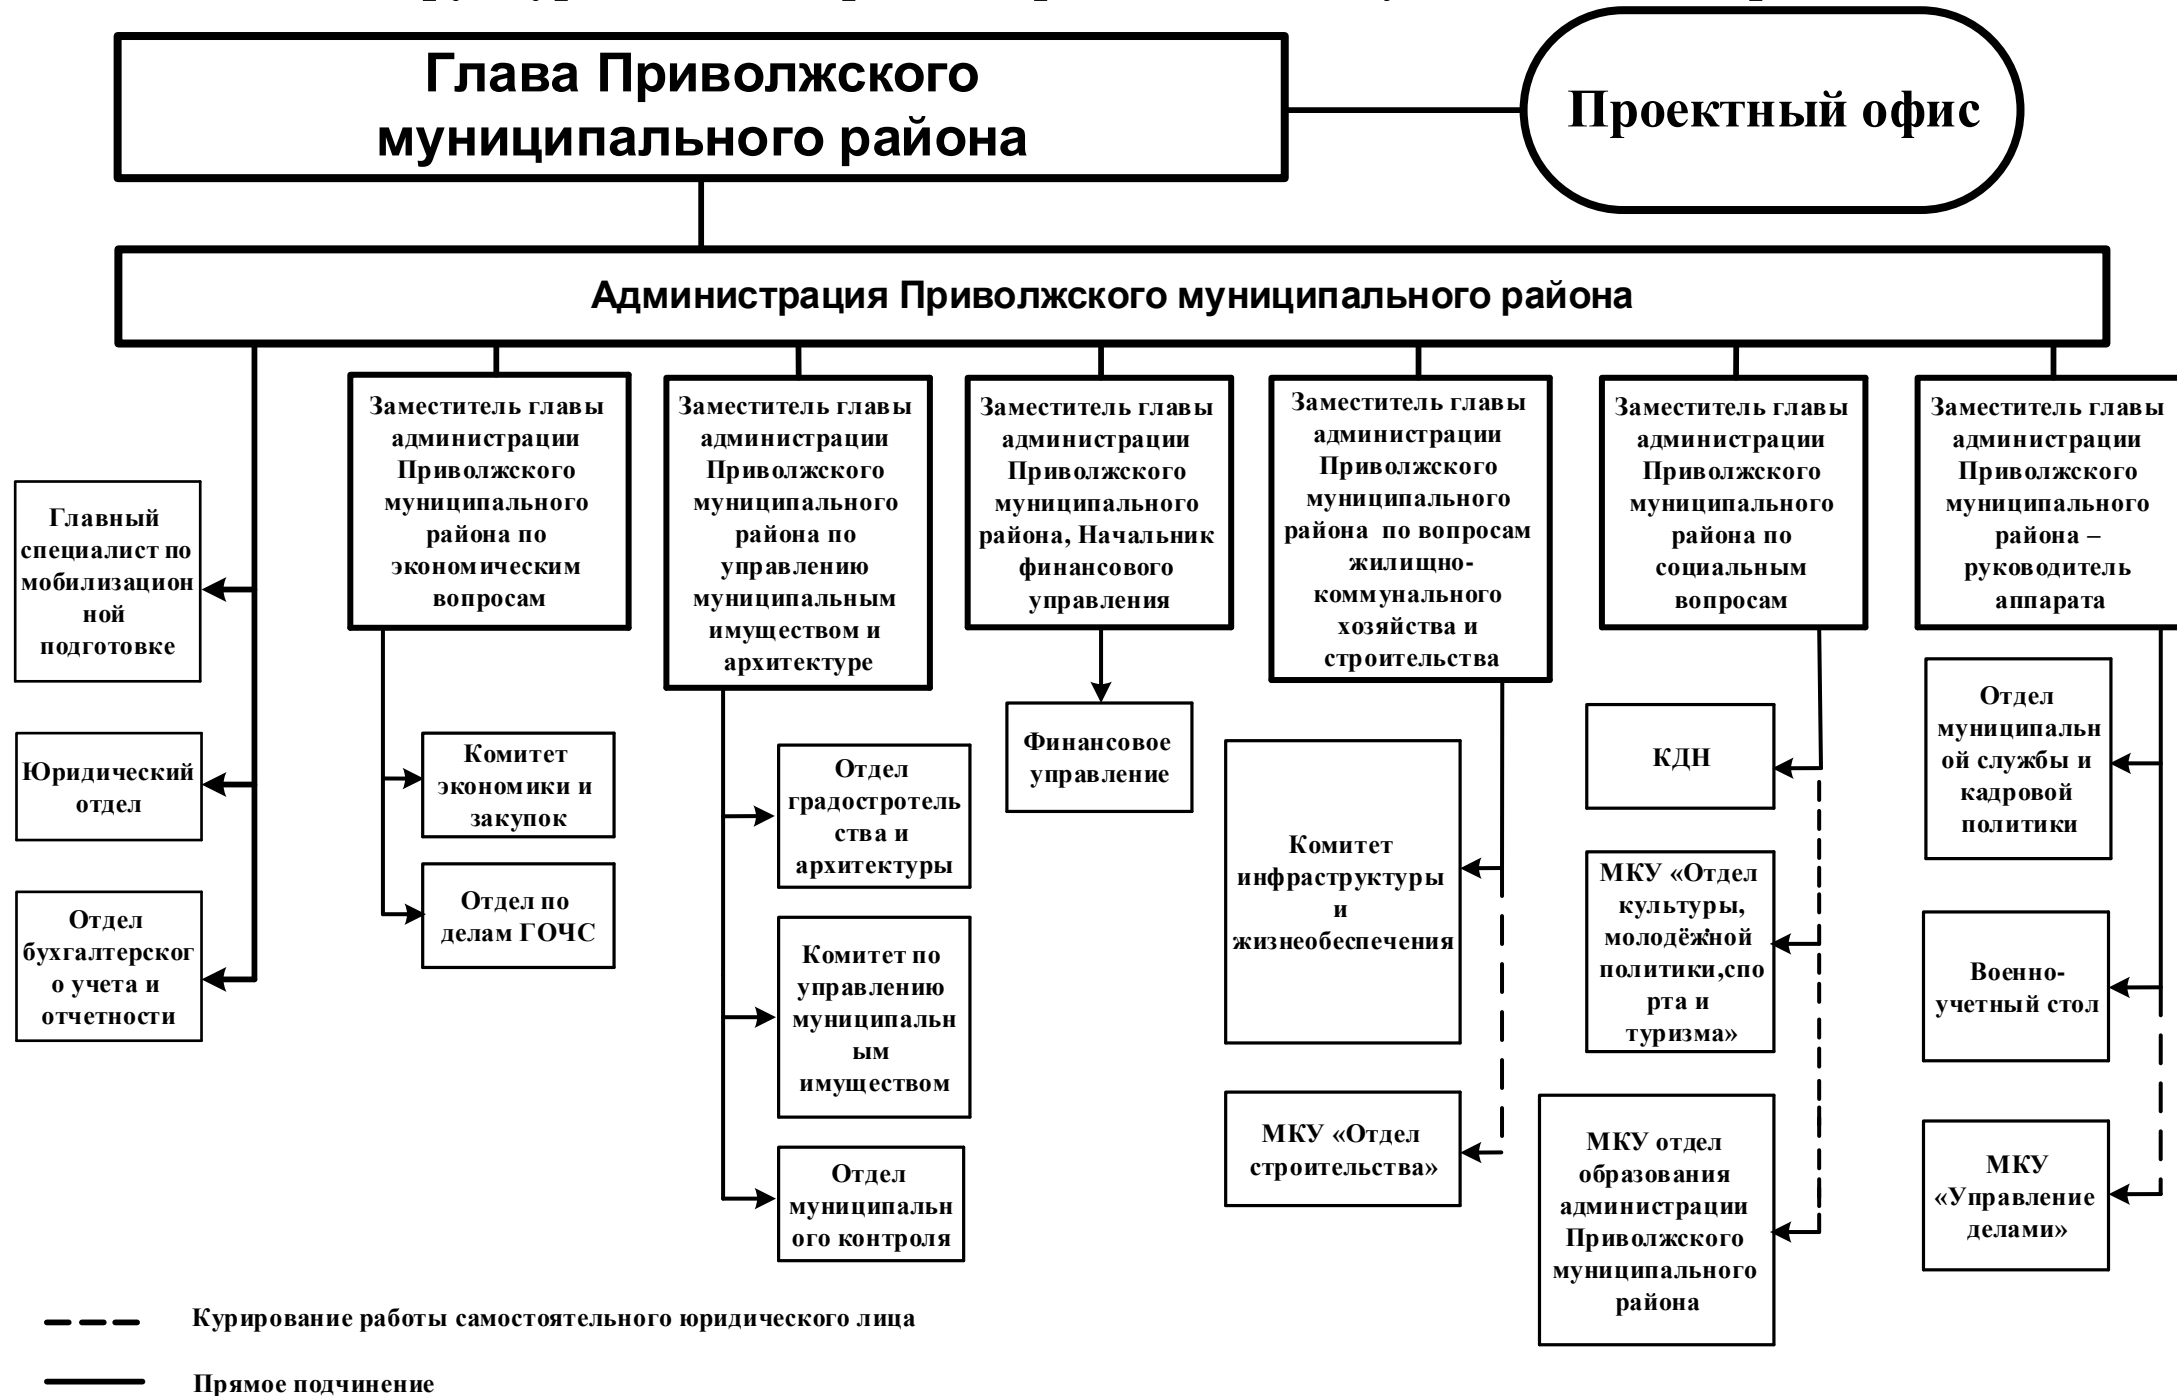 Глава Приволжского
муниципального района
Проектный офис
Администрация Приволжского муниципального района
Главный
специалист по
мобилизацион
ной
подготовке
Юридический
отдел
Отдел
бухгалтерског
о учета и
отчетности
Заместитель главы
администрации
Приволжского
муниципального
района по
экономическим
вопросам
Комитет
экономики и
закупок
Отдел по
делам ГОЧС
Заместитель главы
администрации
Приволжского
муниципального
района по
управлению
муниципальным
имуществом и
архитектуре
Отдел
градостротель
ства и
архитектуры
Комитет по
управлению
муниципальн
ым
имуществом
Отдел
муниципальн
ого контроля
Заместитель главы
администрации
Приволжского
муниципального
района, Начальник
финансового
управления
Финансовое
управление
Заместитель главы
администрации
Приволжского
муниципального
района по вопросам
жилищно-
коммунального
хозяйства и
строительства
Комитет
инфраструктуры
и
жизнеобеспечения
МКУ «Отдел
строительства»
Заместитель главы
администрации
Приволжского
муниципального
района по
социальным
вопросам
КДН
МКУ «Отдел
культуры,
молодёжной
политики,спо
рта и
туризма»
МКУ отдел
образования
администрации
Приволжского
муниципального
района
Заместитель главы
администрации
Приволжского
муниципального
района –
руководитель
аппарата
Отдел
муниципальн
ой службы и
кадровой
политики
Военно-
учетный стол
МКУ
«Управление
делами»
Курирование работы самостоятельного юридического лица
Прямое подчинение